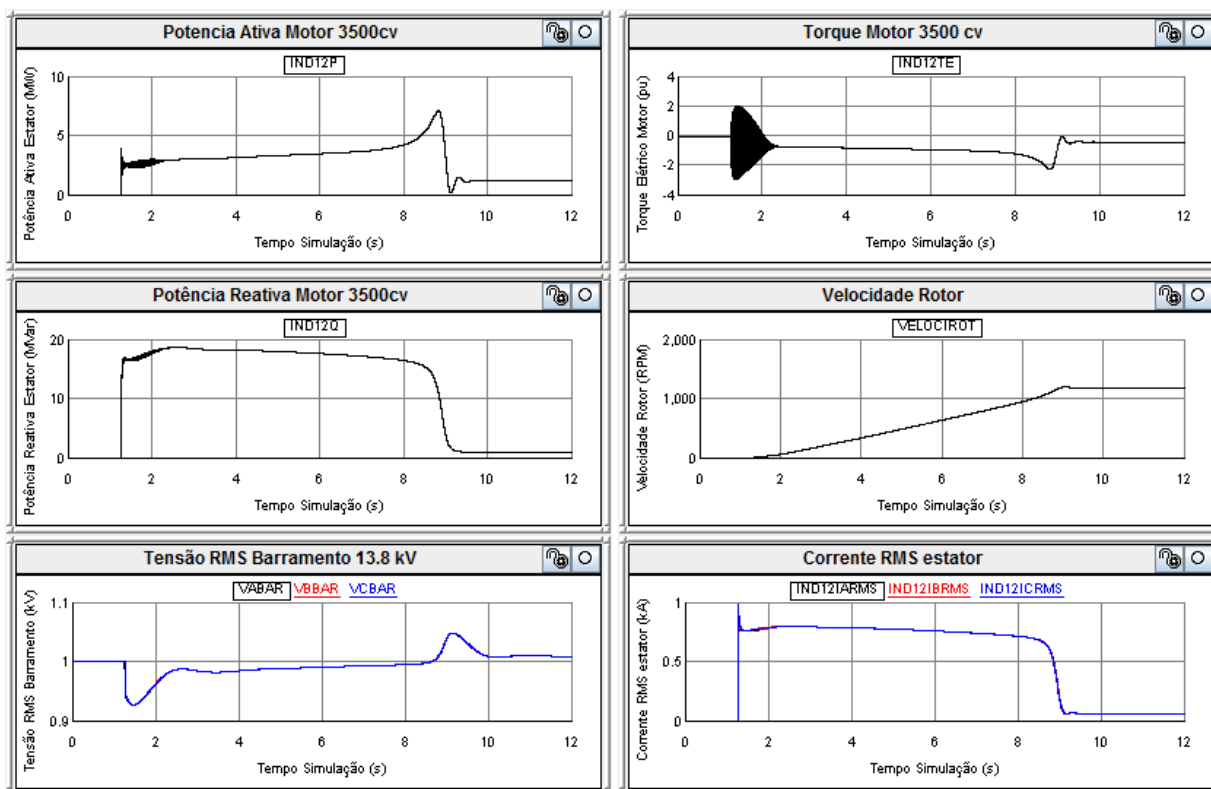 Potencia Ativa Motor 3500cv
IND12P
Potência Ativa Estator (MW)
10
5
0
0 2 4 6 8 10 12
Tempo Simulação (s)
Torque Motor 3500 cv
IND12TE
Torque Elétrico Motor (pu)
4
2
0
-2
-4
0 2 4 6 8 10 12
Tempo Simulação (s)
Potência Reativa Motor 3500cv
IND12Q
Potência Reativa Estator (MVar)
20
10
0
0 2 4 6 8 10 12
Tempo Simulação (s)
Velocidade Rotor
VELOCIROT
Velocidade Rotor (RPM)
2,000
1,000
0
0 2 4 6 8 10 12
Tempo Simulação (s)
Tensão RMS Barramento 13.8 kV
VABAR VBBAR VCBAR
Tensão RMS Barramento (kV)
1.1
1
0.9
0 2 4 6 8 10 12
Tempo Simulação (s)
Corrente RMS estator
IND12IARMS IND12IBRMS IND12ICRMS
Corrente RMS estator (kA)
1
0.5
0
0 2 4 6 8 10 12
Tempo Simulação (s)